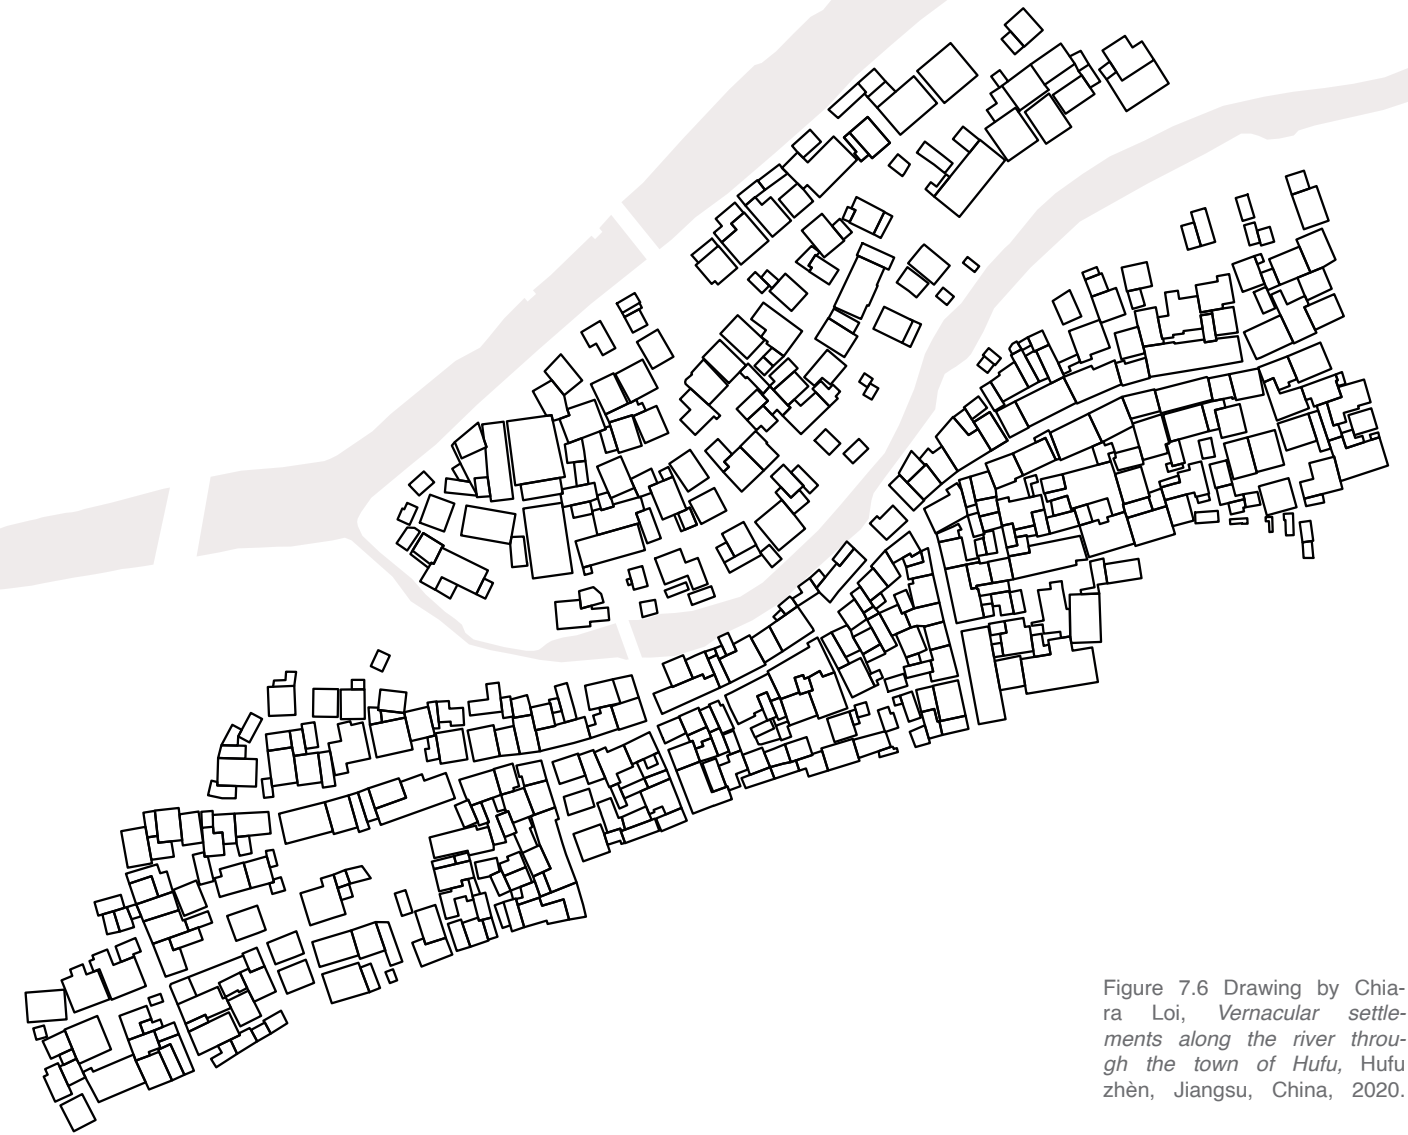 Figure 7.6 Drawing by Chia-
ra Loi, Vernacular settle-
ments along the river throu-
gh the town of Hufu, Hufu
zhèn, Jiangsu, China, 2020.